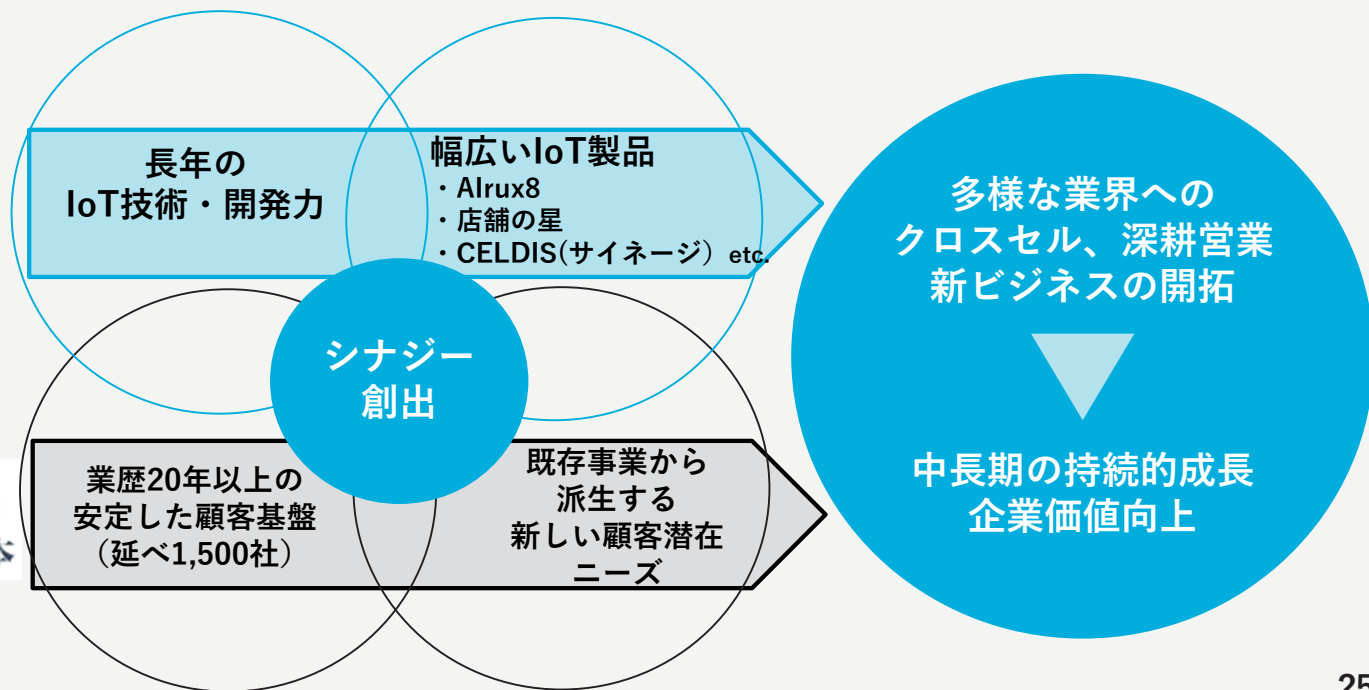 長年の
IoT技術・開発力
幅広いIoT製品
・AIrux8
・店舗の星
・CELDIS(サイネージ）etc.
シナジー
創出
業歴20年以上の
安定した顧客基盤
（延べ1,500社）
既存事業から
派生する
新しい顧客潜在
ニーズ
多様な業界への
クロスセル、深耕営業
新ビジネスの開拓
中長期の持続的成長
企業価値向上
25